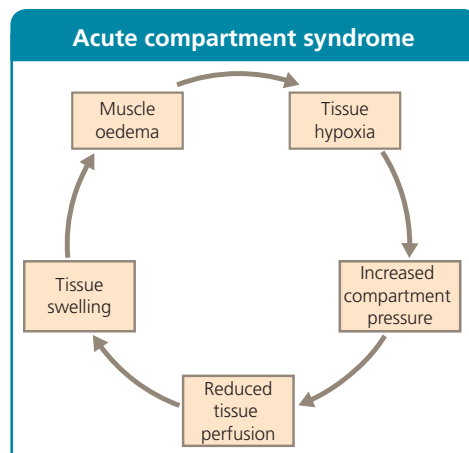 Acute compartment syndrome
Muscle
oedema
Tissue
hypoxia
Increased
compartment
pressure
Reduced
tissue
perfusion
Tissue
swelling